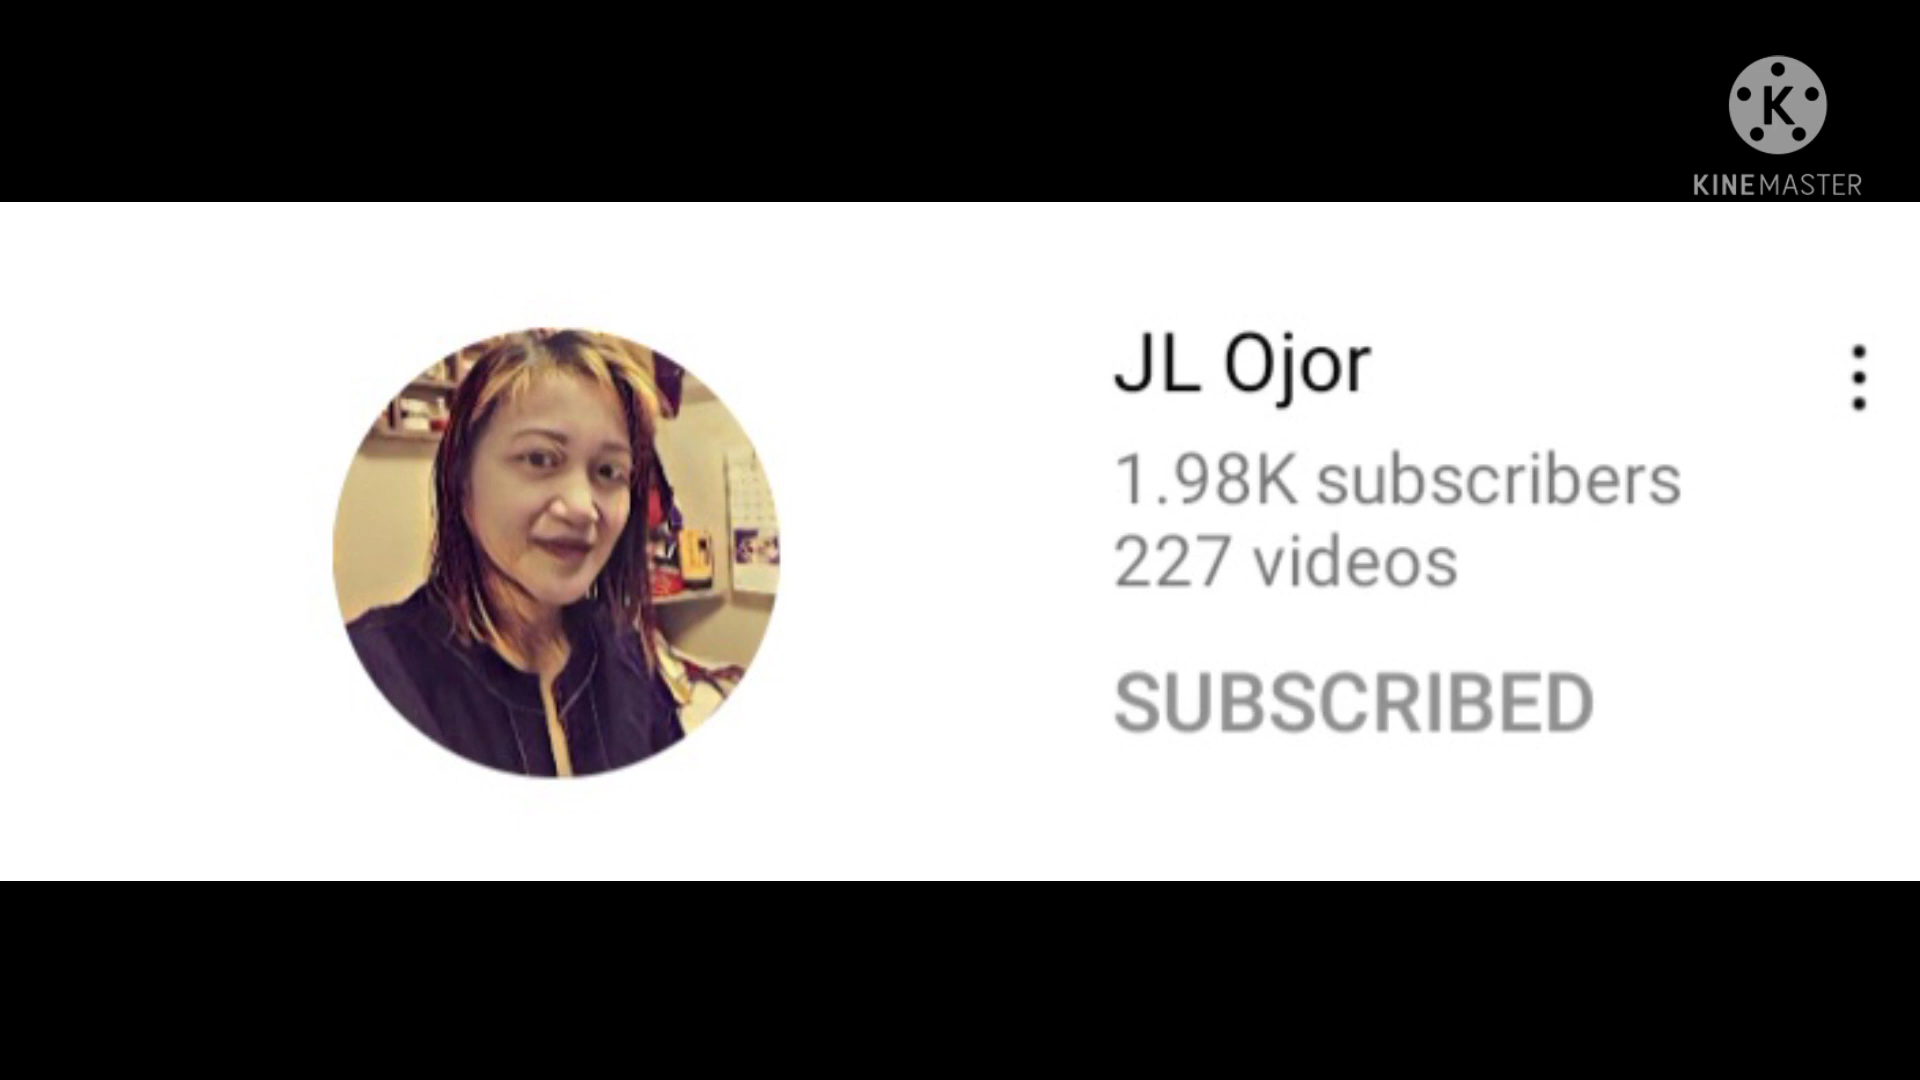 K
KINEMASTER
JL Ojor
1.98K subscribers
227 videos
SUBSCRIBED